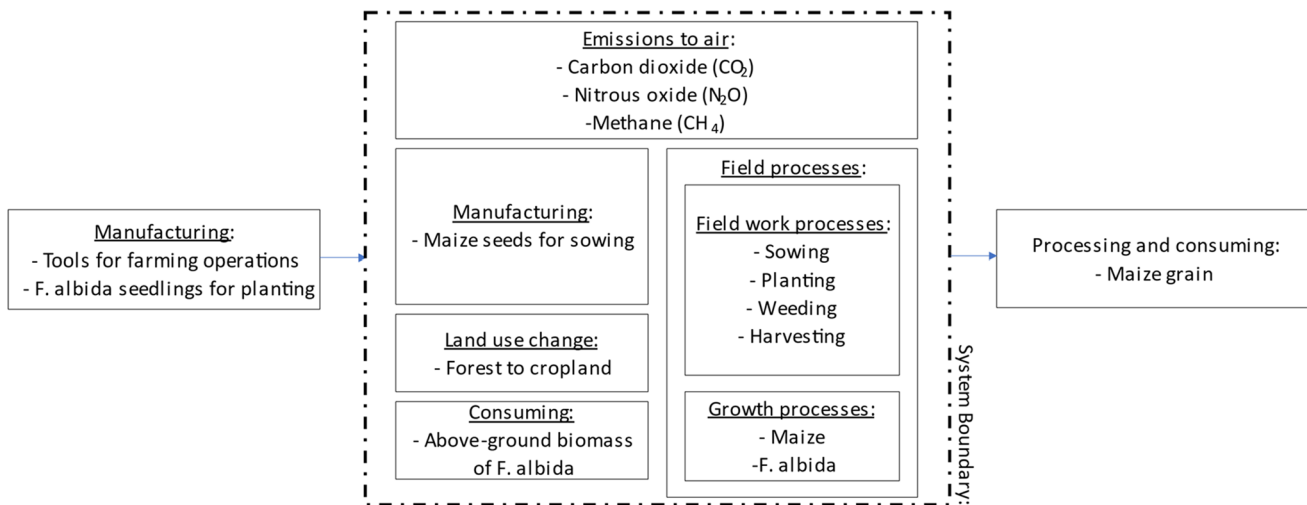 Emissions to air:
- Carbon dioxide (CO₂)
- Nitrous oxide (N₂O)
-Methane (CH₄)
Manufacturing:
- Tools for farming operations
- F. albida seedlings for planting
Manufacturing:
- Maize seeds for sowing
Land use change:
- Forest to cropland
Consuming:
- Above-ground biomass
of F. albida
Field processes:
Field work processes:
- Sowing
- Planting
- Weeding
- Harvesting
Growth processes:
- Maize
-F. albida
System Boundary:
Processing and consuming:
- Maize grain